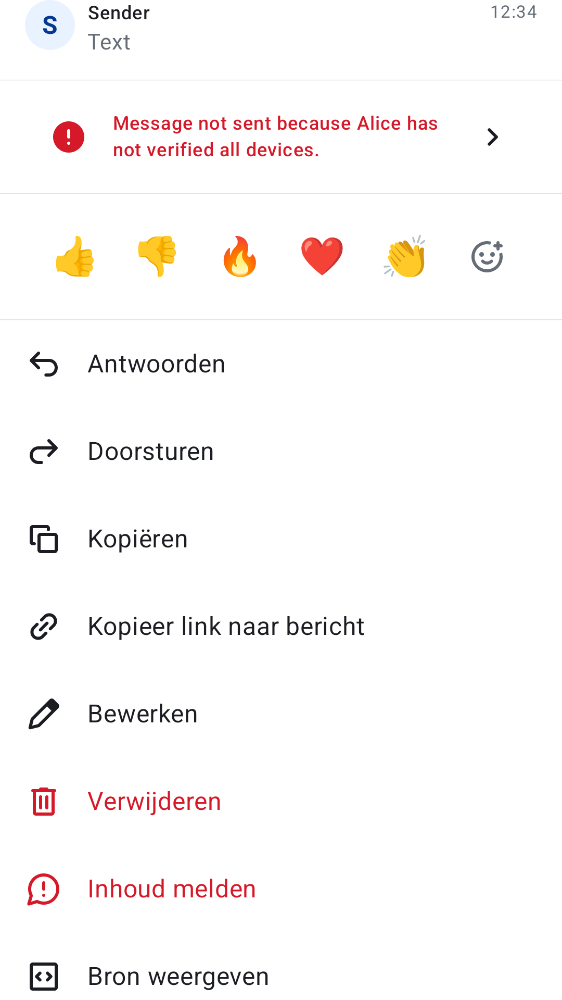 S
Sender
12:34
Text
Message not sent because Alice has
not verified all devices.
Antwoorden
Doorsturen
Kopiëren
Kopieer link naar bericht
Bewerken
Verwijderen
Inhoud melden
Bron weergeven